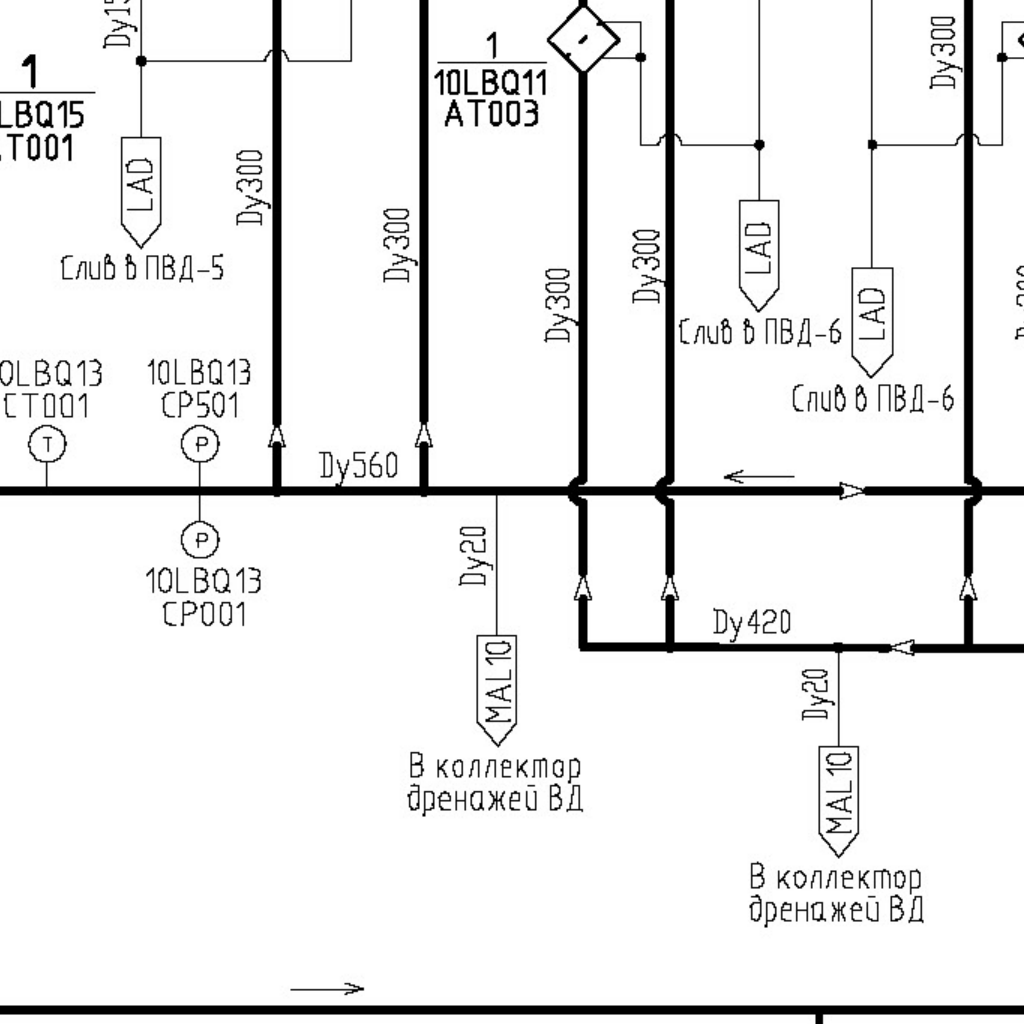 Dy300
1
1
10LBQ11
AT003
LBQ15
T001
LAD
Dy300
Dy300
Слив в ПВД-5
LAD
Dy300
Dy300
LAD
Слив в ПВД-6
Слив в ПВД-6
0LBQ13
CT001
10LBQ13
CP501
T
P
Dy560
P
Dy20
10LBQ13
CP001
Dy420
MAL10
Dy20
MAL10
В коллектор
дренажей ВД
В коллектор
дренажей ВД